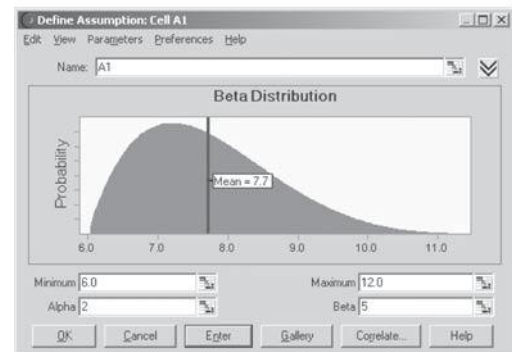 Define Assumption: Cell A1
Edit View Parameters Preferences Help
Name: A1
Beta Distribution
Probability
Mean = 7.7
6.0 7.0 8.0 9.0 10.0 11.0
Minimum 6.0 Maximum 12.0
Alpha 2 Beta 5
OK Cancel Enter Gallery Correlate... Help